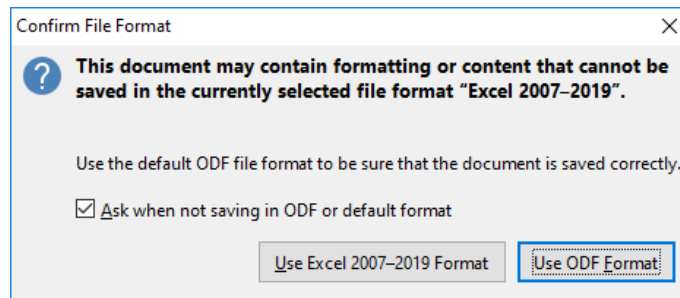 Confirm File Format
This document may contain formatting or content that cannot be
saved in the currently selected file format “Excel 2007–2019”.
Use the default ODF file format to be sure that the document is saved correctly.
Ask when not saving in ODF or default format
Use Excel 2007–2019 Format
Use ODF Format